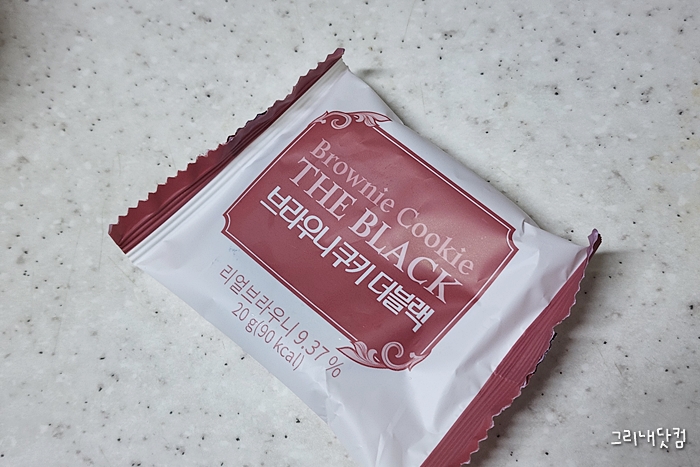 Brownie Cookie
THE BLACK
브라우니쿠키 더블랙
리얼브라우니 9.37 %
20 g(90 kcal)
그리내닷컴